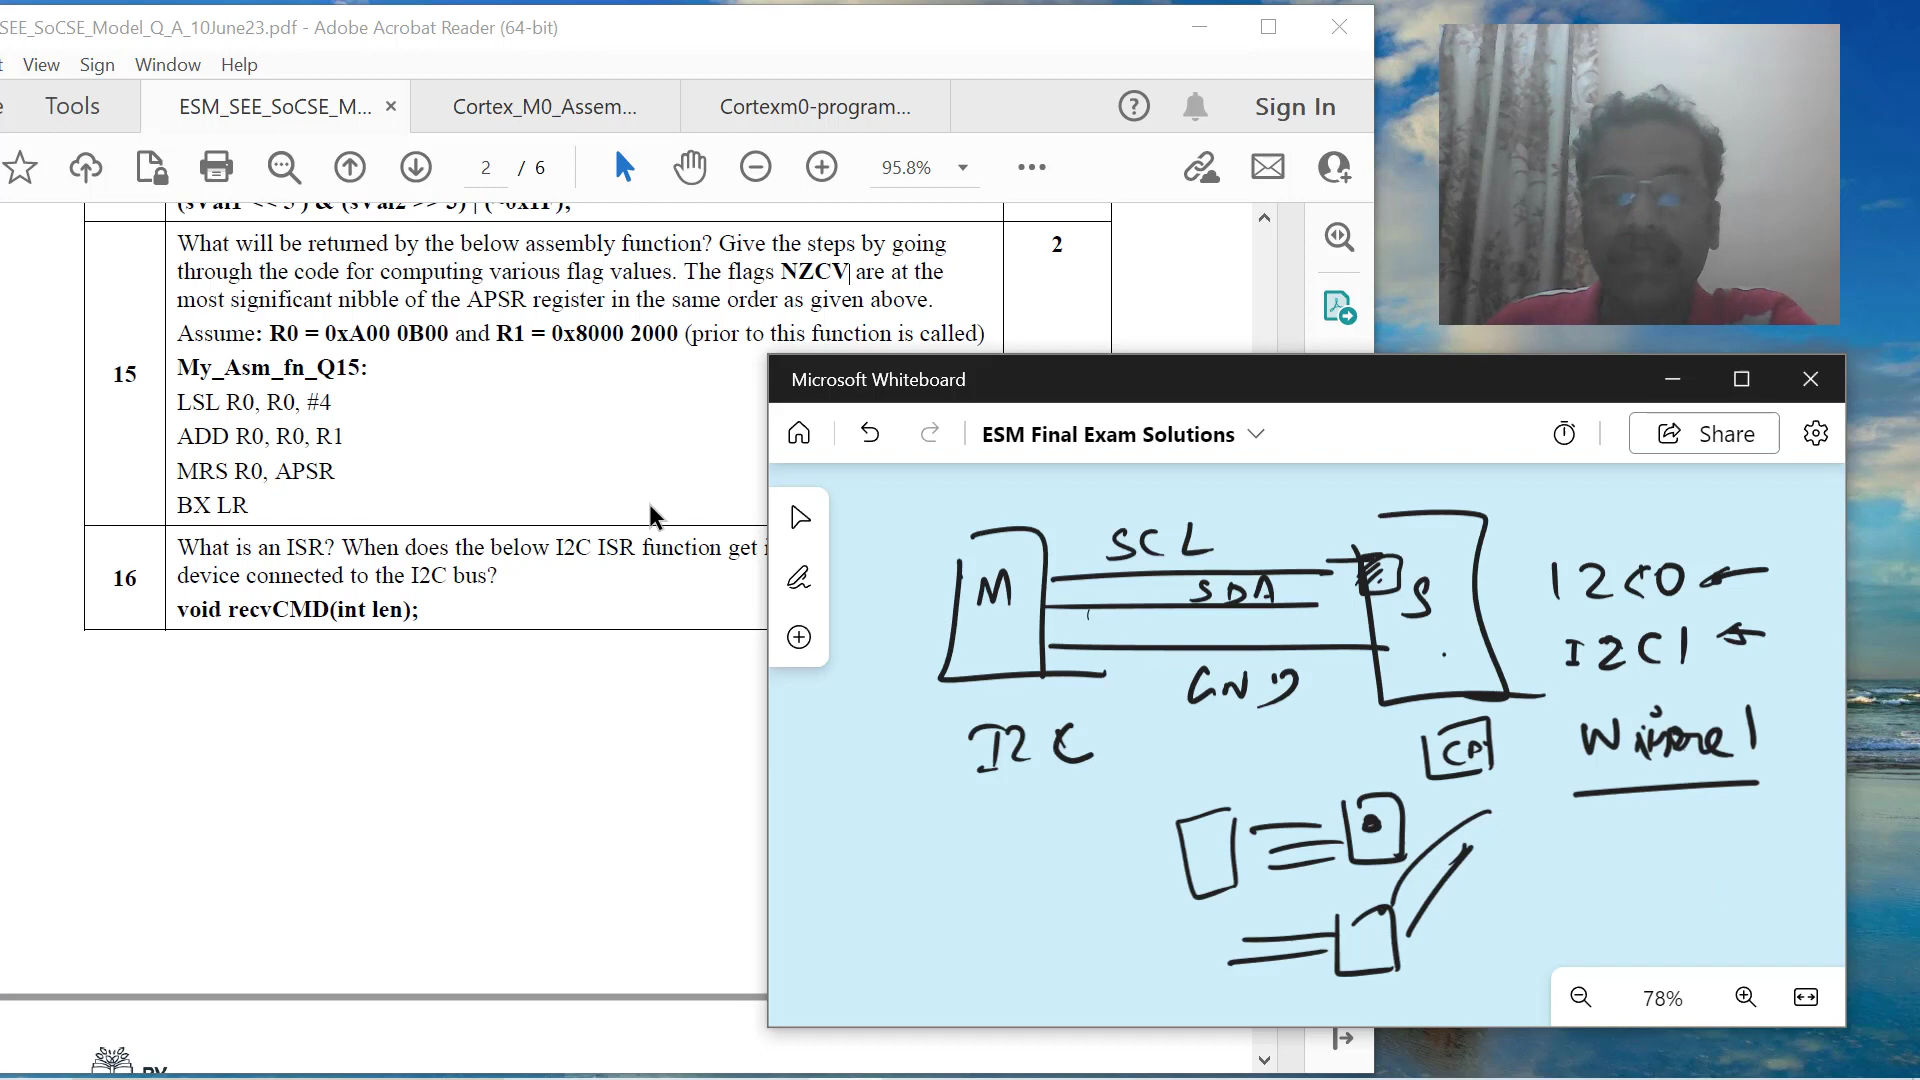 SEE_SoCSE_Model_Q_A_10June23.pdf - Adobe Acrobat Reader (64-bit)
View Sign Window Help
Tools
ESM_SEE_SoCSE_M...
Cortex_M0_Assem...
Cortexm0-program...
Sign In
2 / 6
95.8%
15
What will be returned by the below assembly function? Give the steps by going
through the code for computing various flag values. The flags NZCV are at the
most significant nibble of the APSR register in the same order as given above.
Assume: R0 = 0xA00 0B00 and R1 = 0x8000 2000 (prior to this function is called)
My_Asm_fn_Q15:
LSL R0, R0, #4
ADD R0, R0, R1
MRS R0, APSR
BX LR
2
16
What is an ISR? When does the below I2C ISR function get
device connected to the I2C bus?
void recvCMD(int len);
Microsoft Whiteboard
ESM Final Exam Solutions
Share
SCL
SDA
M
S
GND
I2C
I2C0
I2C1
78%